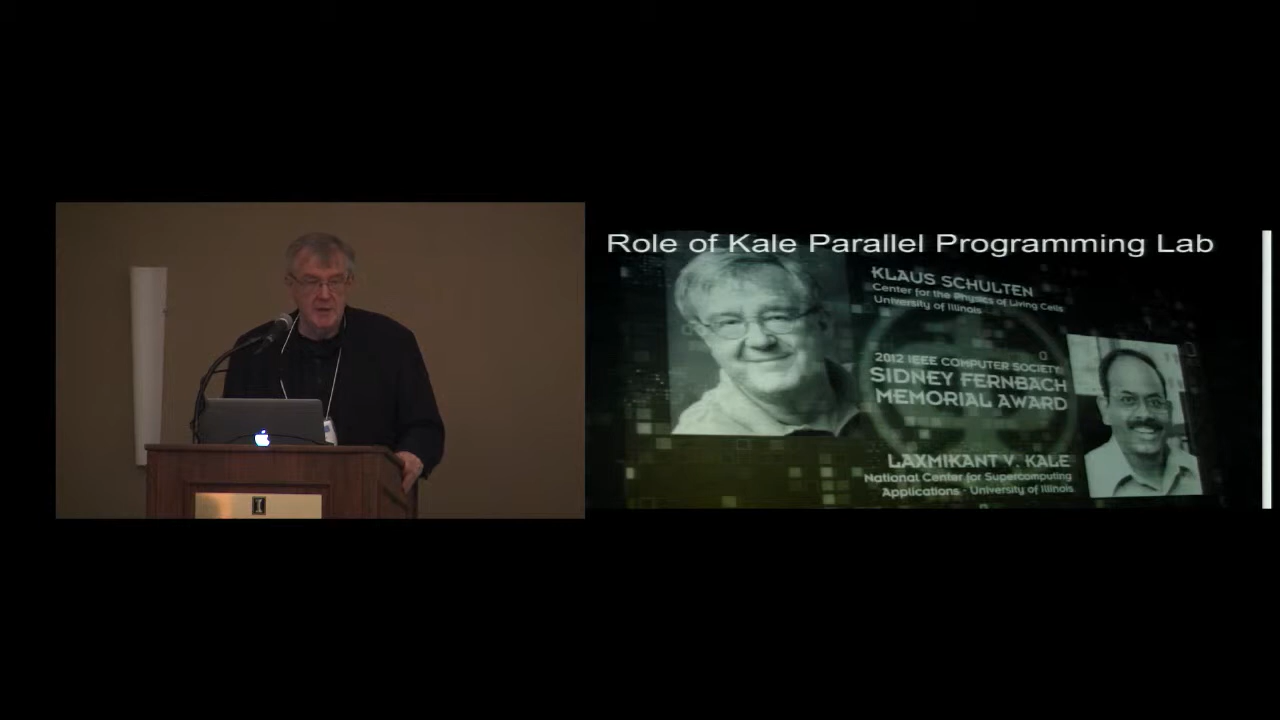 Role of Kale Parallel Programming Lab
KLAUS SCHULTEN
Center for the Physics of Living Cells
University of Illinois
2012 IEEE COMPUTER SOCIETY
SIDNEY FERNBACH
MEMORIAL AWARD
LAXMIKANT V. KALE
National Center for Supercomputing
Applications - University of Illinois
I